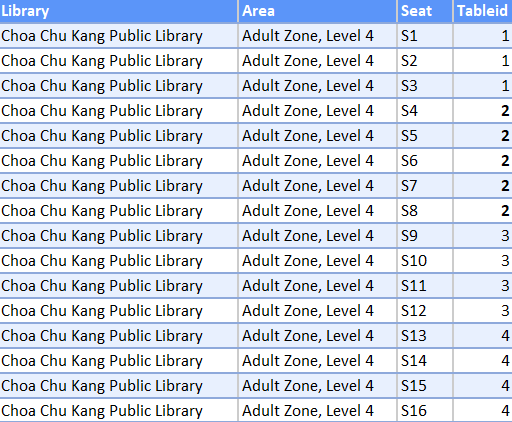 Library Area Seat Tableid
Choa Chu Kang Public Library Adult Zone, Level 4 S1 1
Choa Chu Kang Public Library Adult Zone, Level 4 S2 1
Choa Chu Kang Public Library Adult Zone, Level 4 S3 1
Choa Chu Kang Public Library Adult Zone, Level 4 S4 2
Choa Chu Kang Public Library Adult Zone, Level 4 S5 2
Choa Chu Kang Public Library Adult Zone, Level 4 S6 2
Choa Chu Kang Public Library Adult Zone, Level 4 S7 2
Choa Chu Kang Public Library Adult Zone, Level 4 S8 2
Choa Chu Kang Public Library Adult Zone, Level 4 S9 3
Choa Chu Kang Public Library Adult Zone, Level 4 S10 3
Choa Chu Kang Public Library Adult Zone, Level 4 S11 3
Choa Chu Kang Public Library Adult Zone, Level 4 S12 3
Choa Chu Kang Public Library Adult Zone, Level 4 S13 4
Choa Chu Kang Public Library Adult Zone, Level 4 S14 4
Choa Chu Kang Public Library Adult Zone, Level 4 S15 4
Choa Chu Kang Public Library Adult Zone, Level 4 S16 4